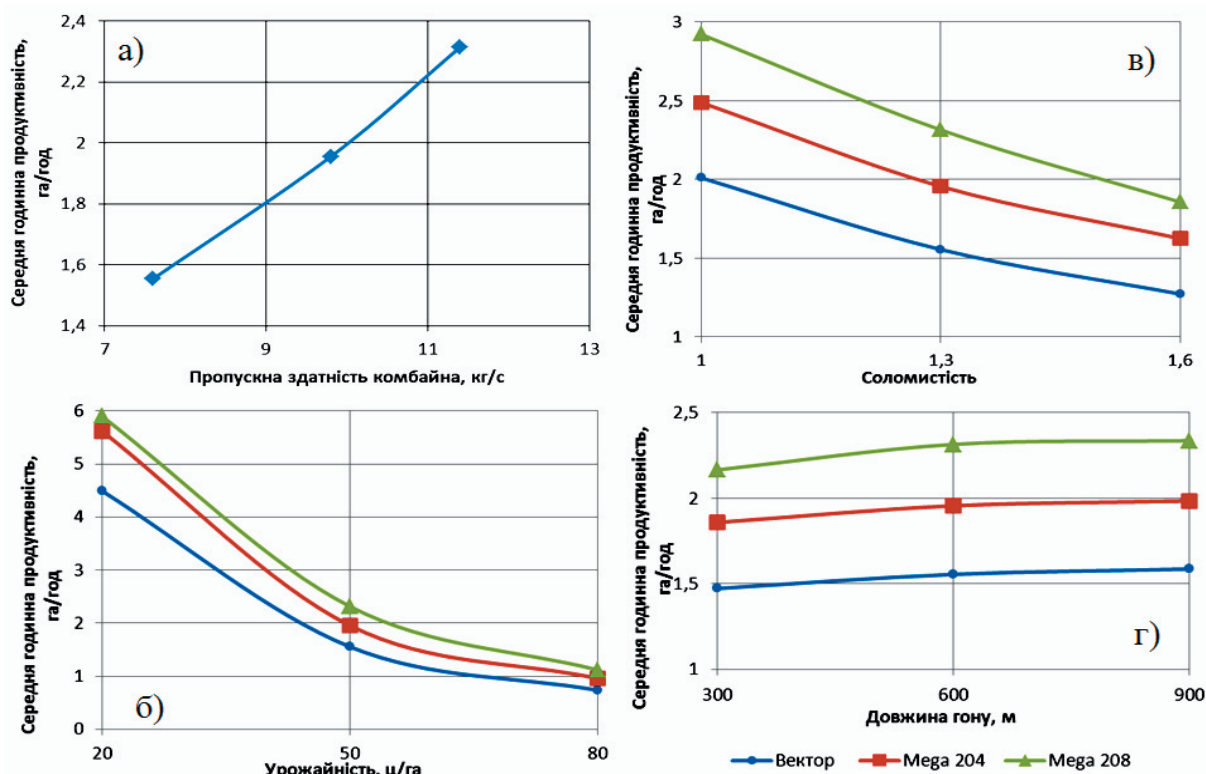 Середня годинна продуктивність,
га/год
2,4
2,2
2
1,8
1,6
1,4
а)
7
9
11
13
Пропускна здатність комбайна, кг/с
Середня годинна продуктивність,
га/год
3
2,5
2
1,5
1
в)
1
1,3
1,6
Соломистість
Середня годинна продуктивність,
га/год
6
5
4
3
2
1
0
б)
20
50
80
Урожайність, ц/га
Середня годинна продуктивність,
га/год
2,5
2
1,5
1
г)
300
600
900
Довжина гону, м
Вектор
Mega 204
Mega 208